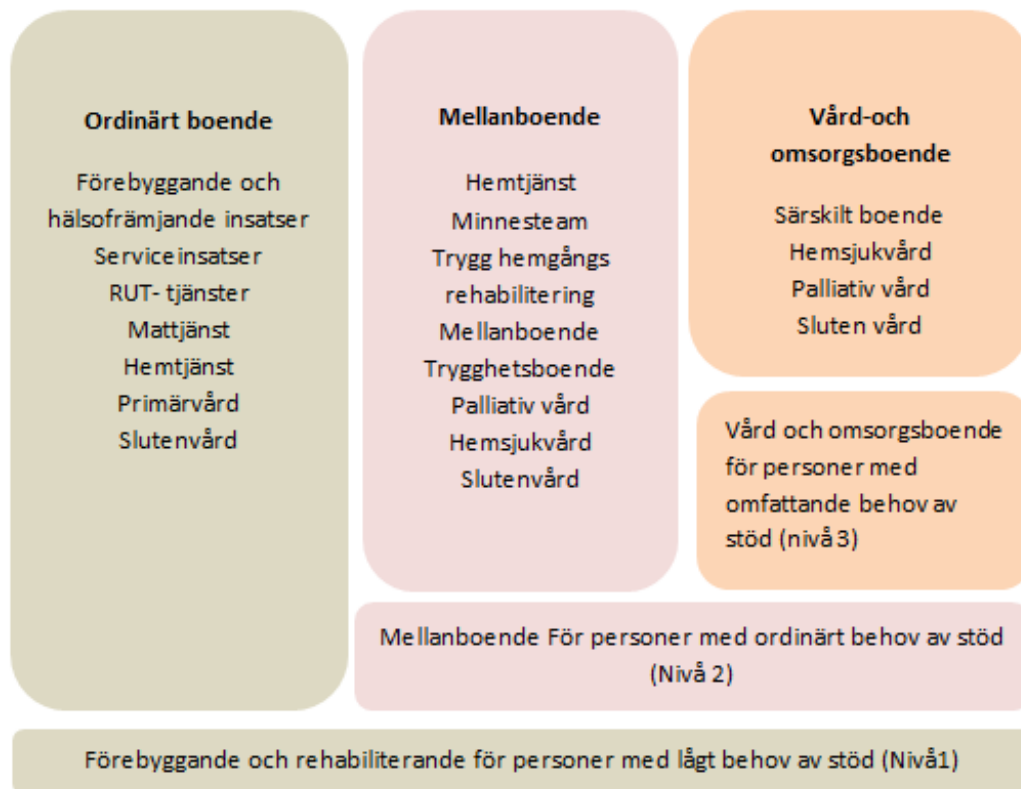 Ordinärt boende
Förebyggande och
hälsofrämjande insatser
Serviceinsatser
RUT- tjänster
Mattjänst
Hemtjänst
Primärvård
Slutenvård
Mellanboende
Hemtjänst
Minnesteam
Trygg hemgångs
rehabilitering
Mellanboende
Trygghetsboende
Palliativ vård
Hemsjukvård
Slutenvård
Vård-och
omsorgsboende
Särskilt boende
Hemsjukvård
Palliativ vård
Sluten vård
Vård och omsorgsboende
för personer med
omfattande behov av
stöd (nivå 3)
Mellanboende För personer med ordinärt behov av stöd
(Nivå 2)
Förebyggande och rehabiliterande för personer med lågt behov av stöd (Nivå1)